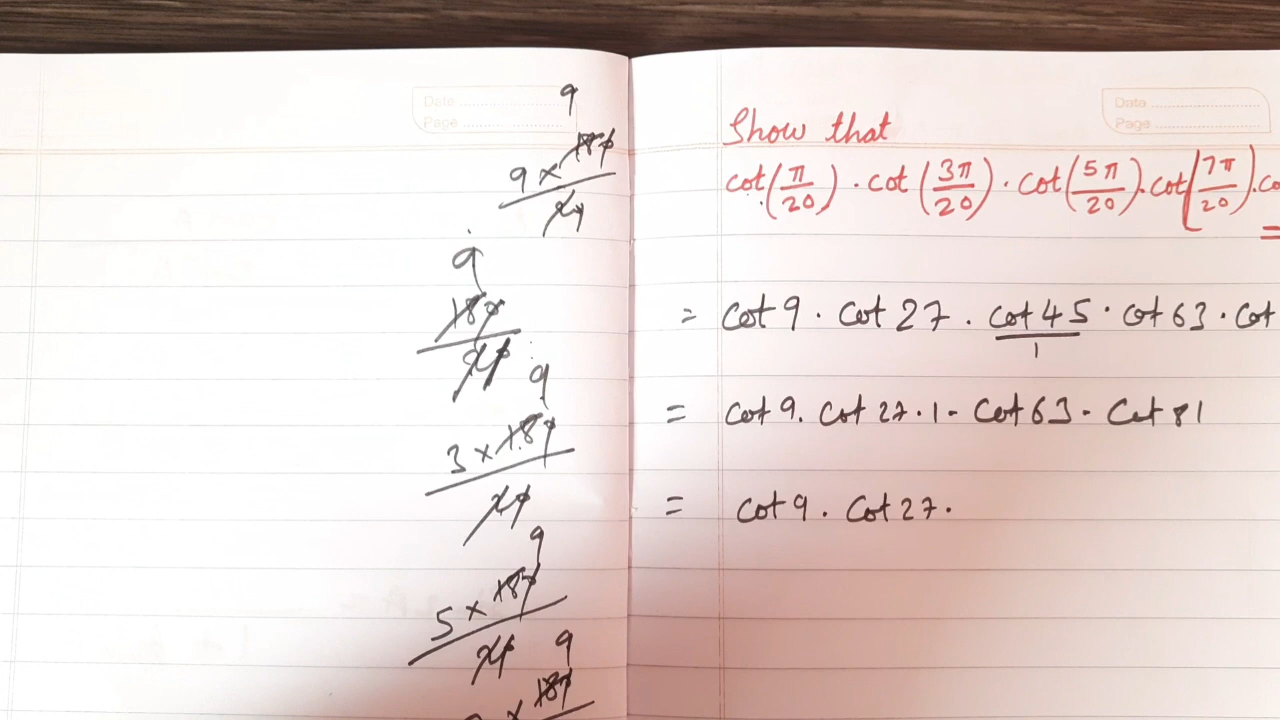 Date
Page
9
9 × 180
20
9
180
20
9
3 × 180
20
9
5 × 180
20
9
× 180
Date
Page
Show that
cot(π/20) · cot(3π/20) · cot(5π/20) · cot(7π/20) · co
=
= cot 9 · cot 27 · cot 45 · cot 63 · cot
1
= cot 9 · cot 27 · 1 · cot 63 · cot 81
= cot 9 · cot 27 ·